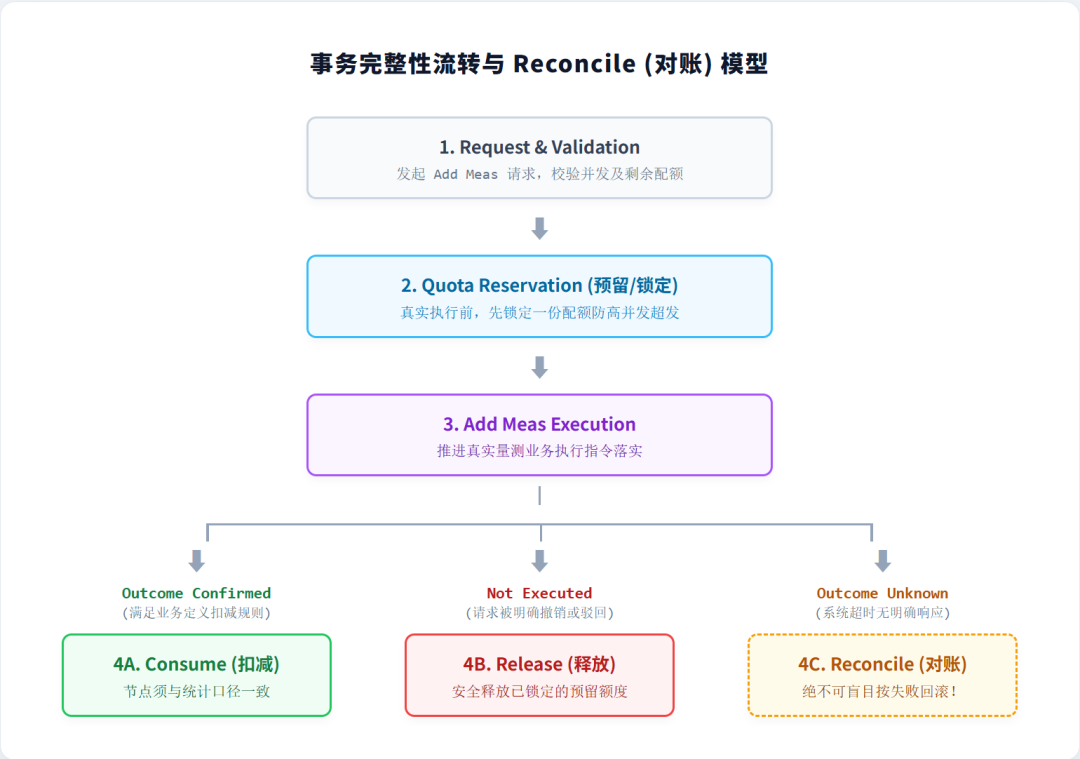 事务完整性流转与 Reconcile (对账) 模型
1. Request & Validation
发起 Add Meas 请求，校验并发及剩余配额
2. Quota Reservation (预留/锁定)
真实执行前，先锁定一份配额防高并发超发
3. Add Meas Execution
推进真实量测业务执行指令落实
Outcome Confirmed
(满足业务定义扣减规则)
4A. Consume (扣减)
节点须与统计口径一致
Not Executed
(请求被明确撤销或驳回)
4B. Release (释放)
安全释放已锁定的预留额度
Outcome Unknown
(系统超时无明确响应)
4C. Reconcile (对账)
绝不可盲目按失败回滚！